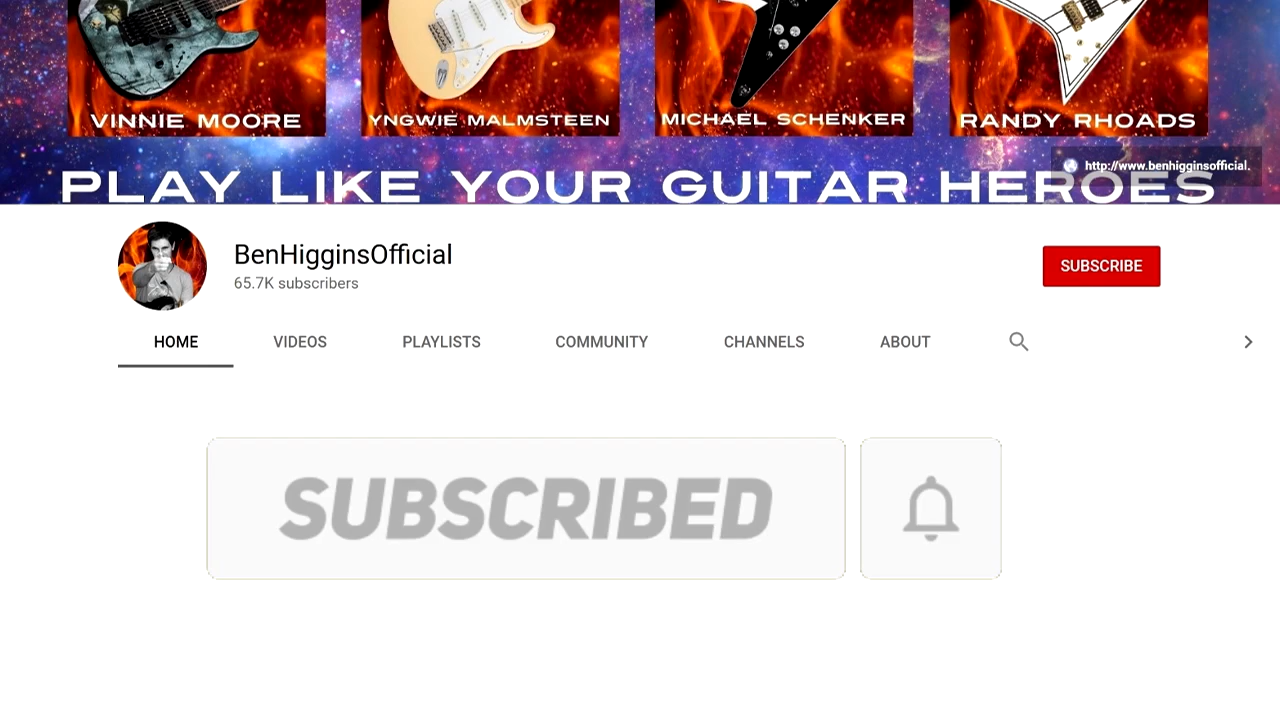 VINNIE MOORE
YNGWIE MALMSTEEN
MICHAEL SCHENKER
RANDY RHOADS
http://www.benhigginsofficial.
PLAY LIKE YOUR GUITAR HEROES
BenHigginsOfficial
65.7K subscribers
SUBSCRIBE
HOME VIDEOS PLAYLISTS COMMUNITY CHANNELS ABOUT
SUBSCRIBED